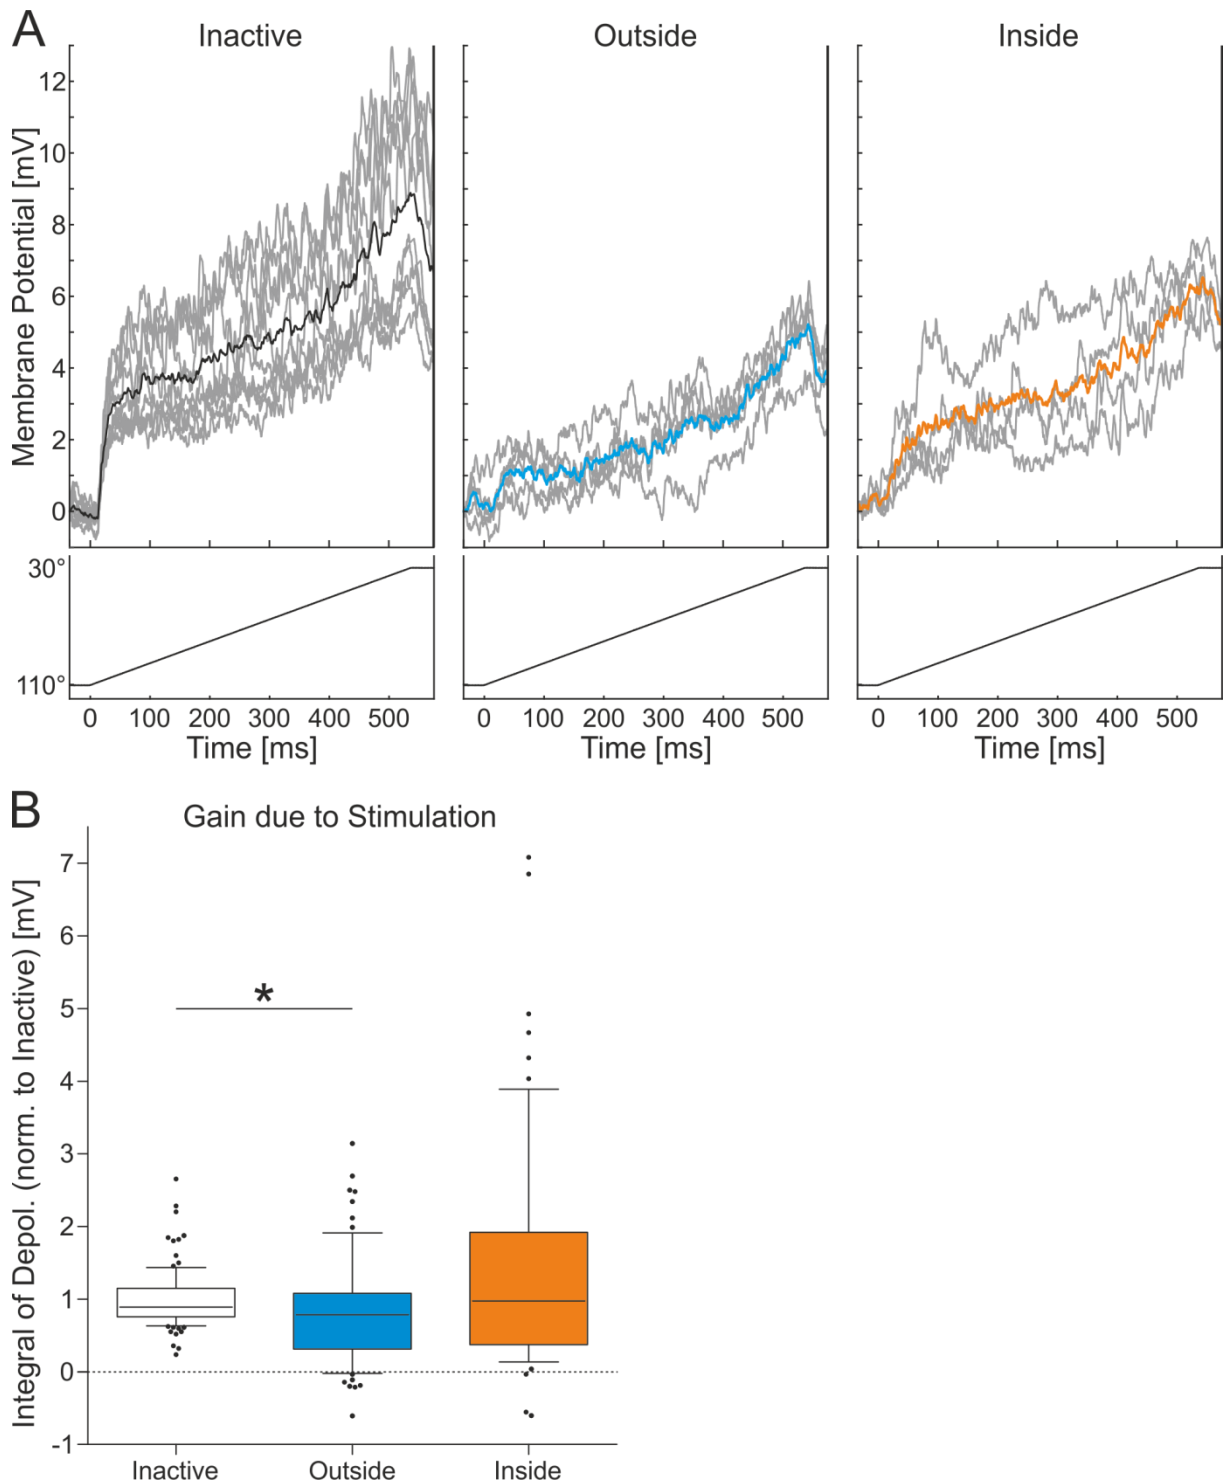 A
Inactive
Outside
Inside
Membrane Potential [mV]
12
10
8
6
4
2
0
30°
110°
0 100 200 300 400 500
0 100 200 300 400 500
0 100 200 300 400 500
Time [ms]
Time [ms]
Time [ms]
B
Gain due to Stimulation
Integral of Depol. (norm. to Inactive) [mV]
7
6
5
*
4
3
2
1
0
-1
Inactive
Outside
Inside